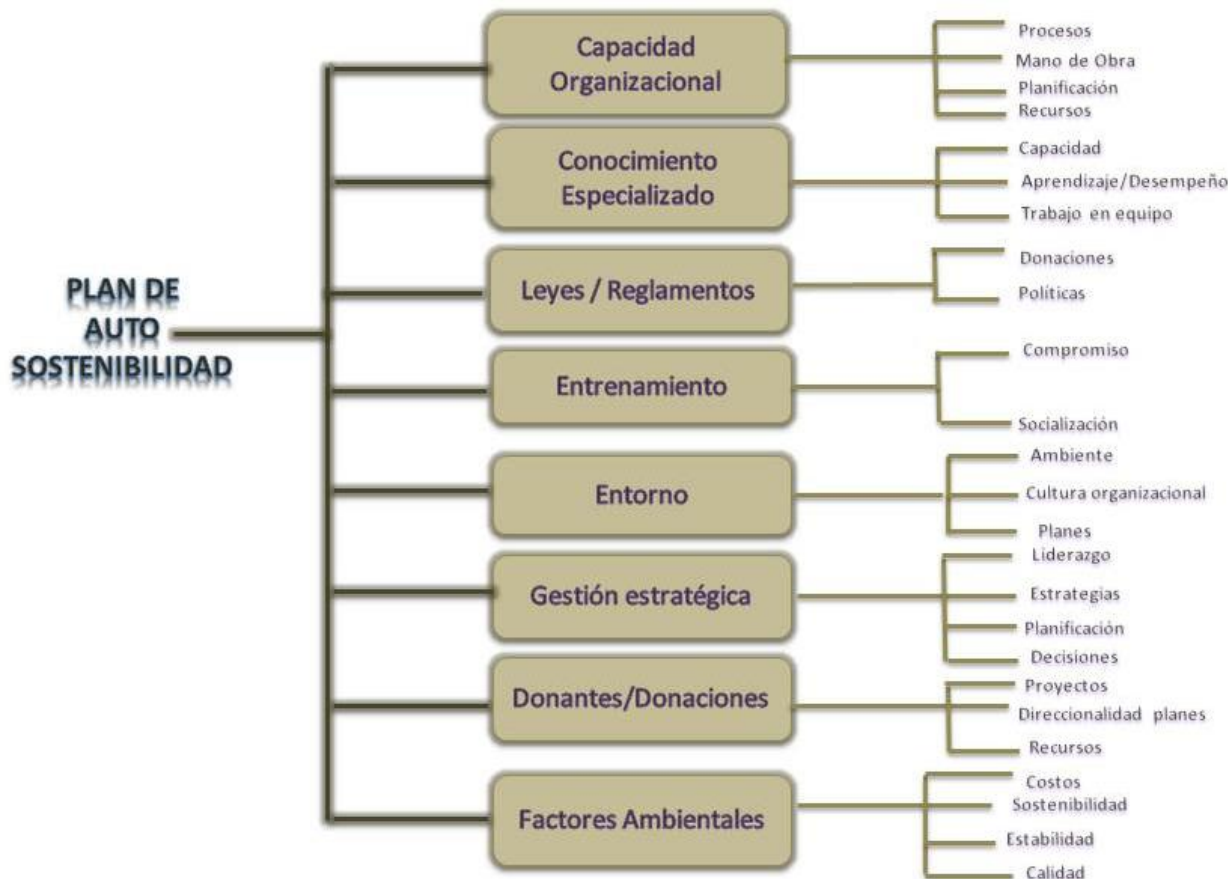 PLAN DE
AUTO
SOSTENIBILIDAD
Capacidad
Organizacional
Procesos
Mano de Obra
Planificación
Recursos
Conocimiento
Especializado
Capacidad
Aprendizaje/Desempeño
Trabajo en equipo
Leyes / Reglamentos
Donaciones
Políticas
Entrenamiento
Compromiso
Socialización
Entorno
Ambiente
Cultura organizacional
Planes
Gestión estratégica
Liderazgo
Estrategias
Planificación
Decisiones
Donantes/Donaciones
Proyectos
Direccionalidad planes
Recursos
Factores Ambientales
Costos
Sostenibilidad
Estabilidad
Calidad